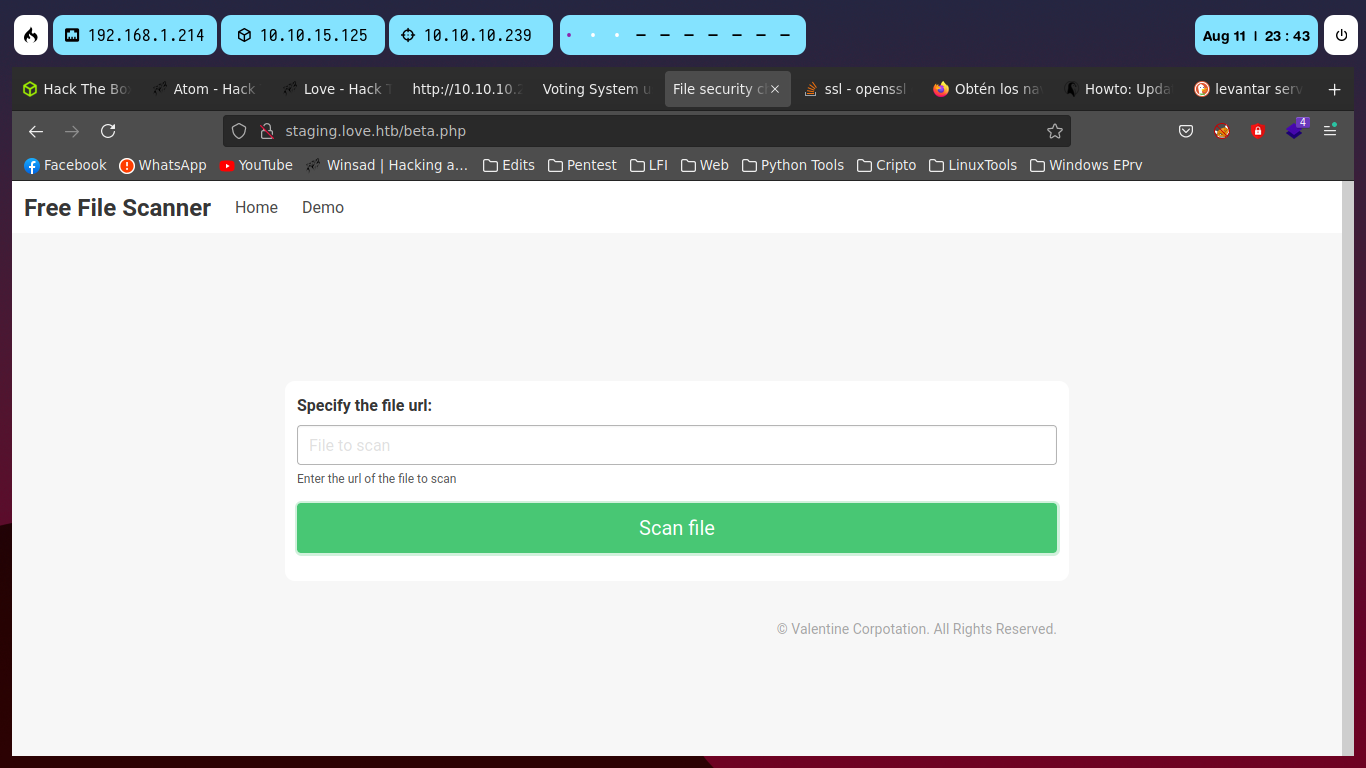 192.168.1.214 10.10.15.125 10.10.10.239 Aug 11 | 23 : 43
Hack The Bo Atom - Hack Love - Hack T http://10.10.10.2 Voting System u File security cl ssl - openssl Obtén los na Howto: Upda levantar serv
staging.love.htb/beta.php 4
Facebook WhatsApp YouTube Winsad | Hacking a... Edits Pentest LFI Web Python Tools Cripto LinuxTools Windows EPrv
Free File Scanner Home Demo
Specify the file url:
File to scan
Enter the url of the file to scan
Scan file
© Valentine Corpotation. All Rights Reserved.